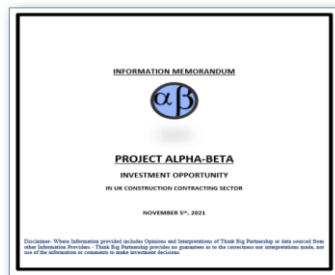 INFORMATION MEMORANDUM
αβ
PROJECT ALPHA-BETA
INVESTMENT OPPORTUNITY
IN UK CONSTRUCTION CONTRACTING SECTOR
NOVEMBER 5th, 2021
Disclaimer- Where Information provided includes Opinions and Interpretations of Think Big Partnership or data sourced from
other Information Providers - Think Big Partnership provides no guarantees as to the correctness nor interpretations made, nor
use of the information or comments to make investment decisions.